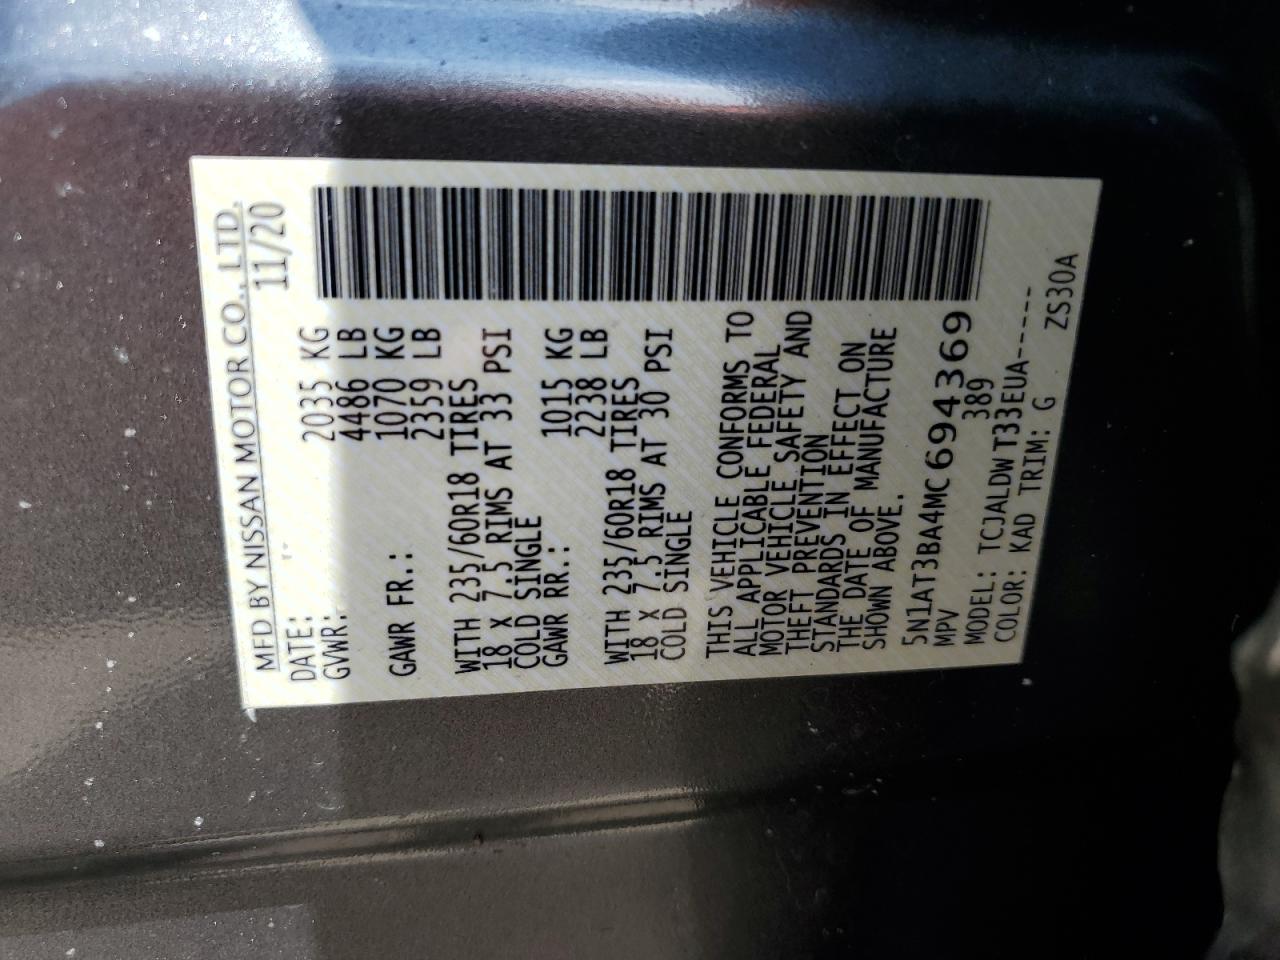 MFD BY NISSAN MOTOR CO., LTD.
DATE: 11/20
GVWR: 2035 KG
4486 LB
GAWR FR.: 1070 KG
2359 LB
WITH 235/60R18 TIRES
18 X 7.5 RIMS AT 33 PSI
COLD SINGLE
GAWR RR.: 1015 KG
2238 LB
WITH 235/60R18 TIRES
18 X 7.5 RIMS AT 30 PSI
COLD SINGLE
THIS VEHICLE CONFORMS TO
ALL APPLICABLE FEDERAL
MOTOR VEHICLE SAFETY AND
THEFT PREVENTION
STANDARDS IN EFFECT ON
THE DATE OF MANUFACTURE
SHOWN ABOVE.
5N1AT3BA4MC694369
MPV 389
MODEL: TCJALDWT33EUA-----
COLOR: KAD TRIM: G ZS30A